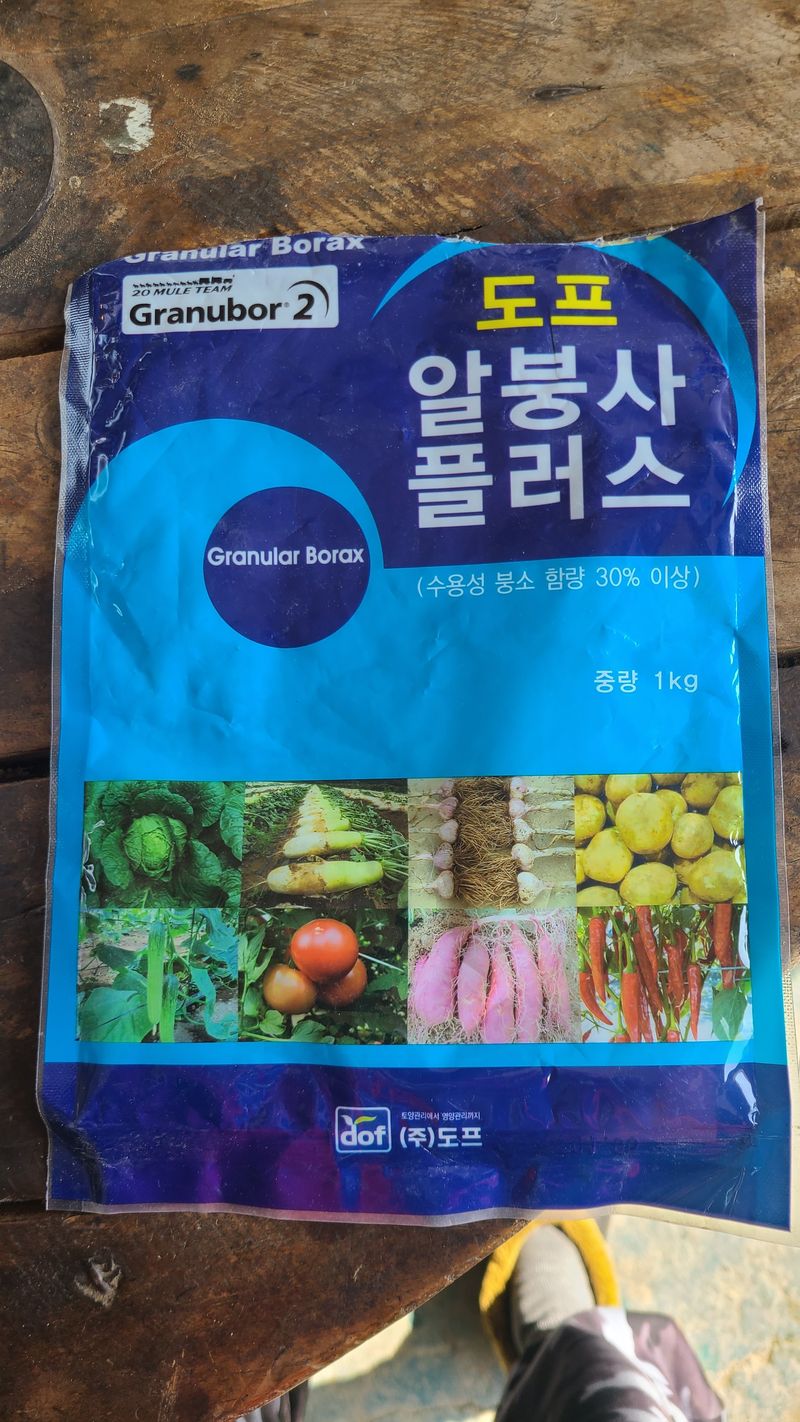 Granular Borax
20 MULE TEAM
Granubor® 2
도프
알붕사
플러스
Granular Borax
(수용성 붕소 함량 30% 이상)
중량 1kg
dof
토양관리에서 영양관리까지
(주)도프